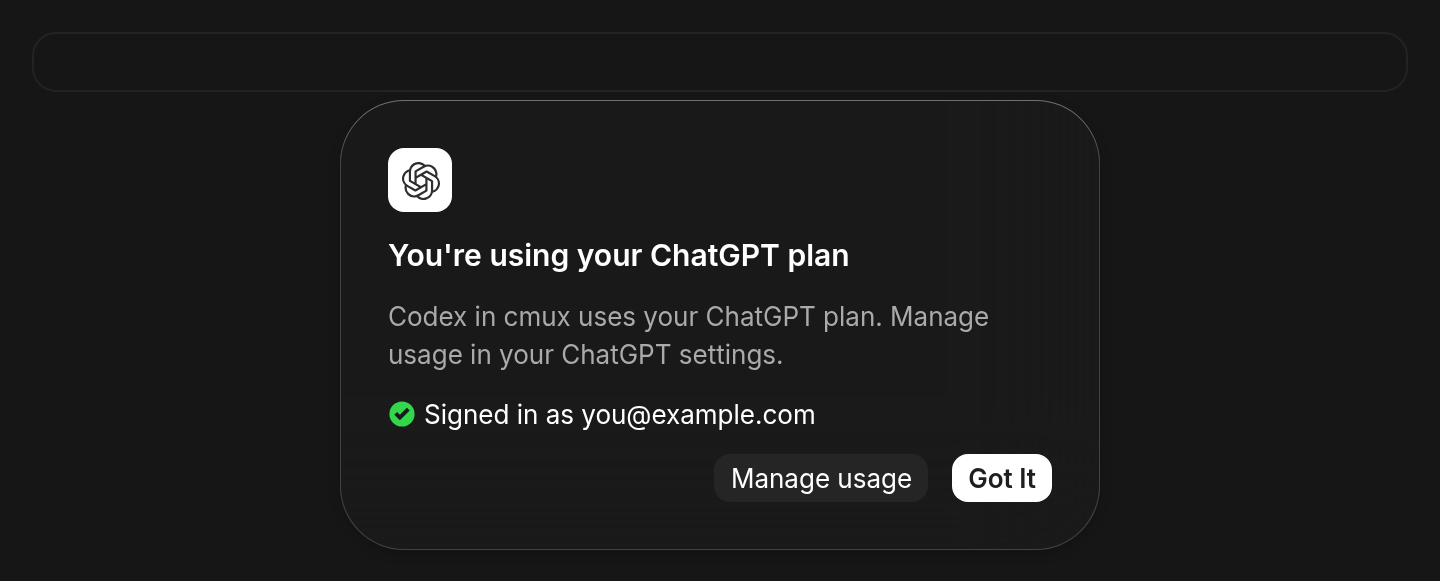 You're using your ChatGPT plan
Codex in cmux uses your ChatGPT plan. Manage
usage in your ChatGPT settings.
Signed in as you@example.com
Manage usage
Got It